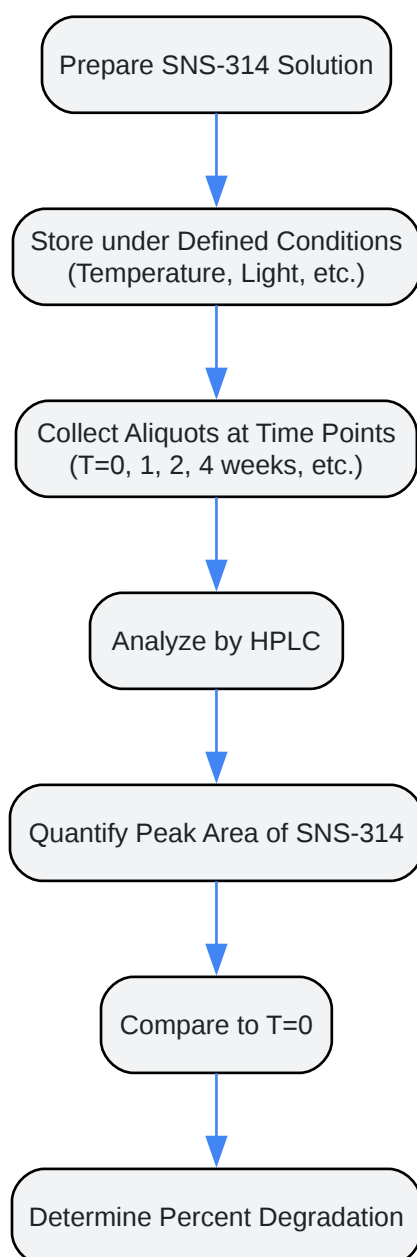 Prepare SNS-314 Solution
Store under Defined Conditions
(Temperature, Light, etc.)
Collect Aliquots at Time Points
(T=0, 1, 2, 4 weeks, etc.)
Analyze by HPLC
Quantify Peak Area of SNS-314
Compare to T=0
Determine Percent Degradation